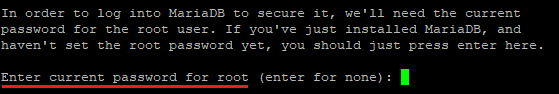 In order to log into MariaDB to secure it, we'll need the current
password for the root user. If you've just installed MariaDB, and
haven't set the root password yet, you should just press enter here.
Enter current password for root (enter for none):